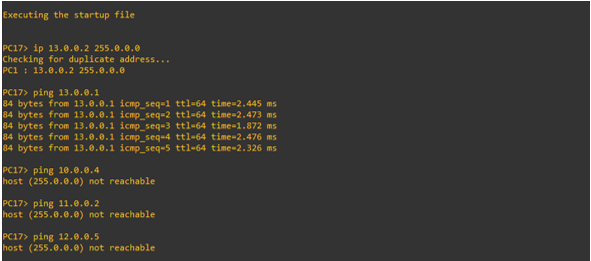 Executing the startup file
PC17> ip 13.0.0.2 255.0.0.0
Checking for duplicate address...
PC1 : 13.0.0.2 255.0.0.0
PC17> ping 13.0.0.1
84 bytes from 13.0.0.1 icmp_seq=1 ttl=64 time=2.445 ms
84 bytes from 13.0.0.1 icmp_seq=2 ttl=64 time=2.473 ms
84 bytes from 13.0.0.1 icmp_seq=3 ttl=64 time=1.872 ms
84 bytes from 13.0.0.1 icmp_seq=4 ttl=64 time=2.476 ms
84 bytes from 13.0.0.1 icmp_seq=5 ttl=64 time=2.326 ms
PC17> ping 10.0.0.4
host (255.0.0.0) not reachable
PC17> ping 11.0.0.2
host (255.0.0.0) not reachable
PC17> ping 12.0.0.5
host (255.0.0.0) not reachable